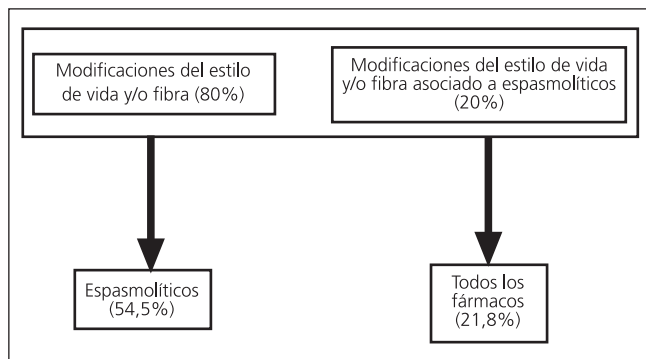 Modificaciones del estilo
de vida y/o fibra (80%)
Modificaciones del estilo de vida
y/o fibra asociado a espasmolíticos
(20%)
Espasmolíticos
(54,5%)
Todos los
fármacos
(21,8%)